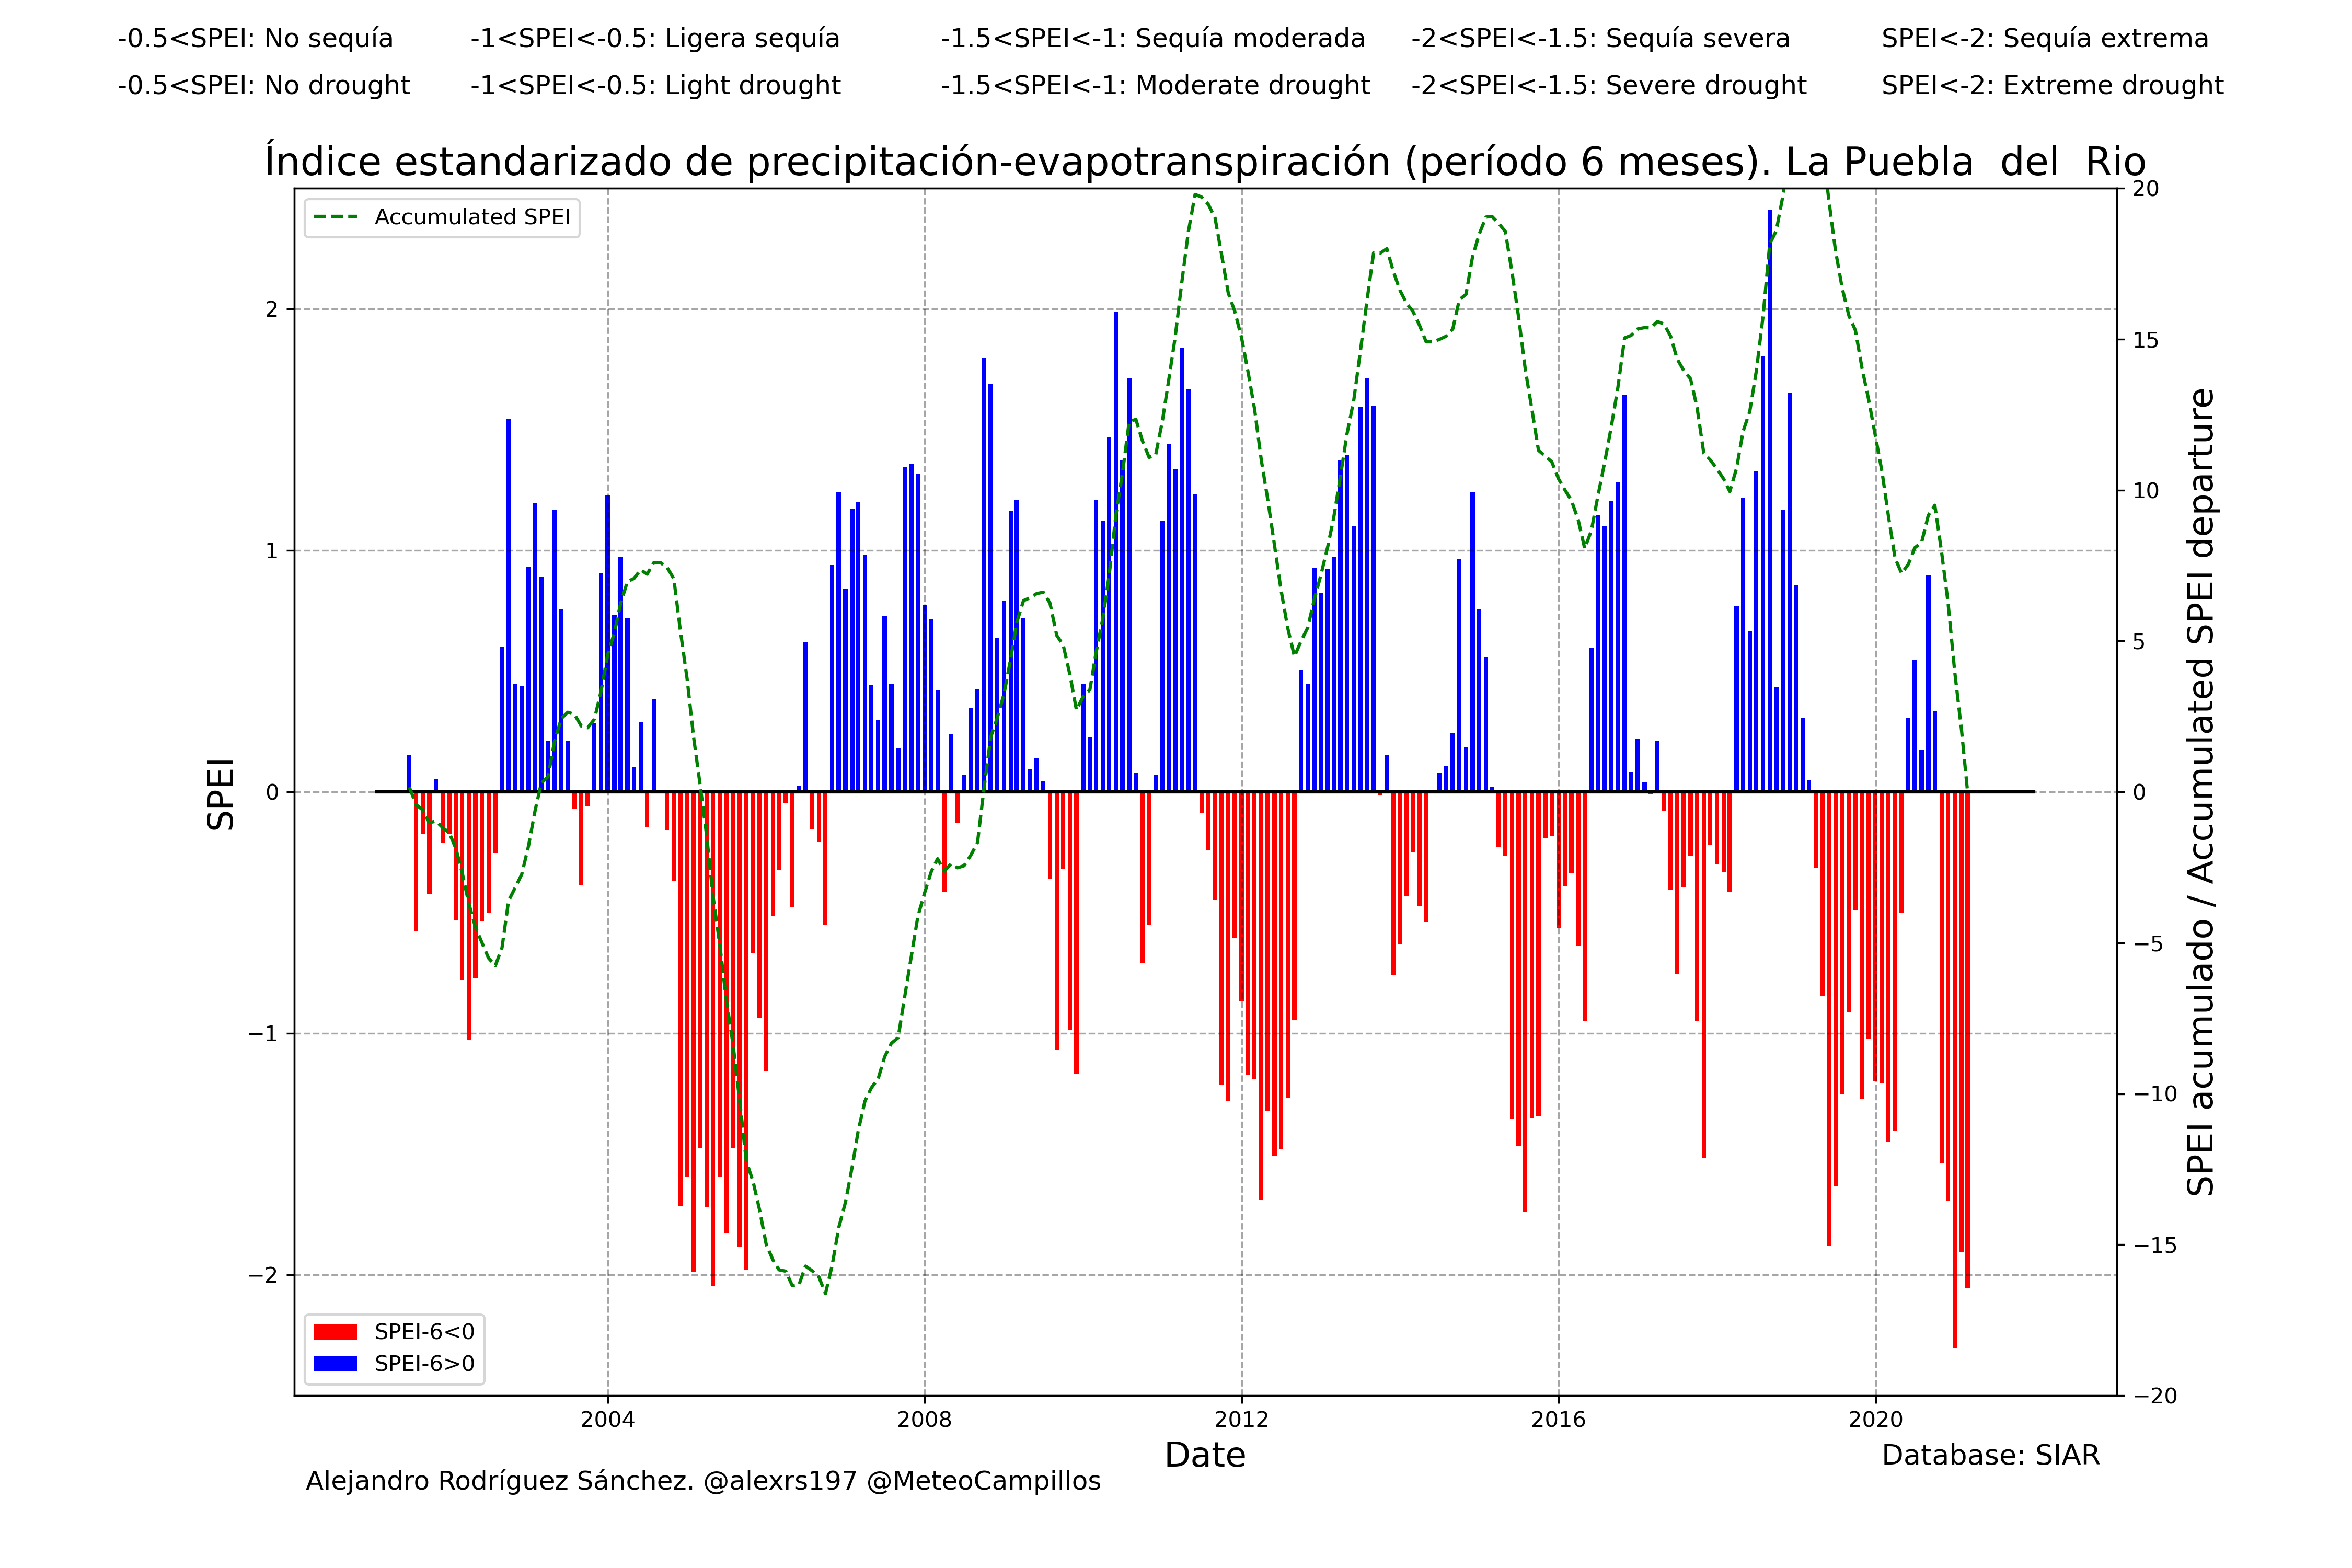 -0.5<SPEI: No sequía -1<SPEI<-0.5: Ligera sequía -1.5<SPEI<-1: Sequía moderada -2<SPEI<-1.5: Sequía severa SPEI<-2: Sequía extrema
-0.5<SPEI: No drought -1<SPEI<-0.5: Light drought -1.5<SPEI<-1: Moderate drought -2<SPEI<-1.5: Severe drought SPEI<-2: Extreme drought
Índice estandarizado de precipitación-evapotranspiración (período 6 meses). La Puebla  del  Rio
Accumulated SPEI
SPEI
2
1
0
−1
−2
20
15
10
5
0
−5
−10
−15
−20
SPEI acumulado / Accumulated SPEI departure
SPEI-6<0
SPEI-6>0
2004 2008 2012 2016 2020
Date
Database: SIAR
Alejandro Rodríguez Sánchez. @alexrs197 @MeteoCampillos